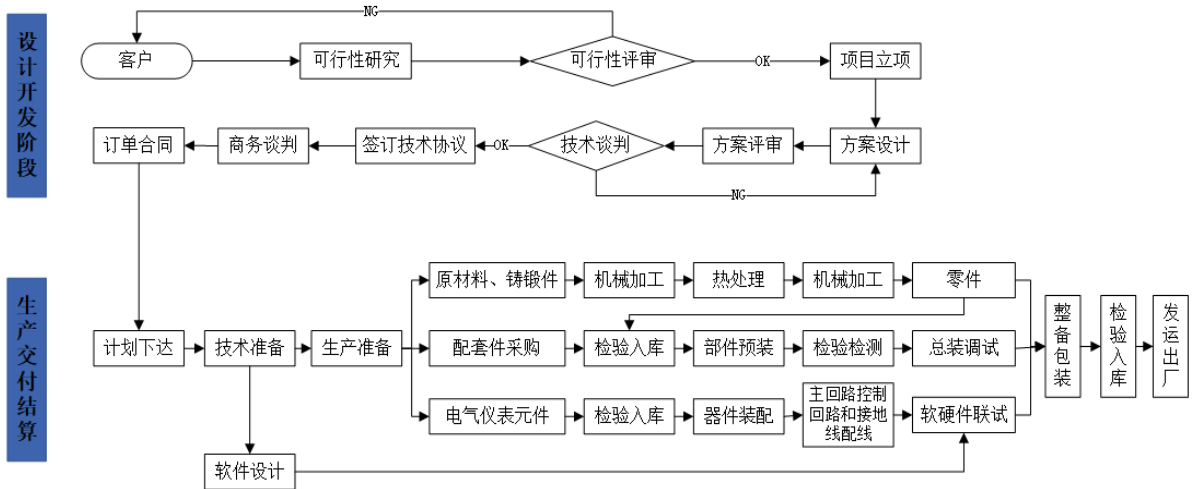 设计开发阶段
NG
客户
可行性研究
可行性评审
OK
项目立项
订单合同
商务谈判
签订技术协议
OK
技术谈判
方案评审
方案设计
NG
生产交付结算
原材料、铸锻件
机械加工
热处理
机械加工
零件
计划下达
技术准备
生产准备
配套件采购
检验入库
部件预装
检验检测
总装调试
整备包装
检验入库
发运出厂
电气仪表元件
检验入库
器件装配
主回路控制
回路和接地
线配线
软硬件联试
软件设计